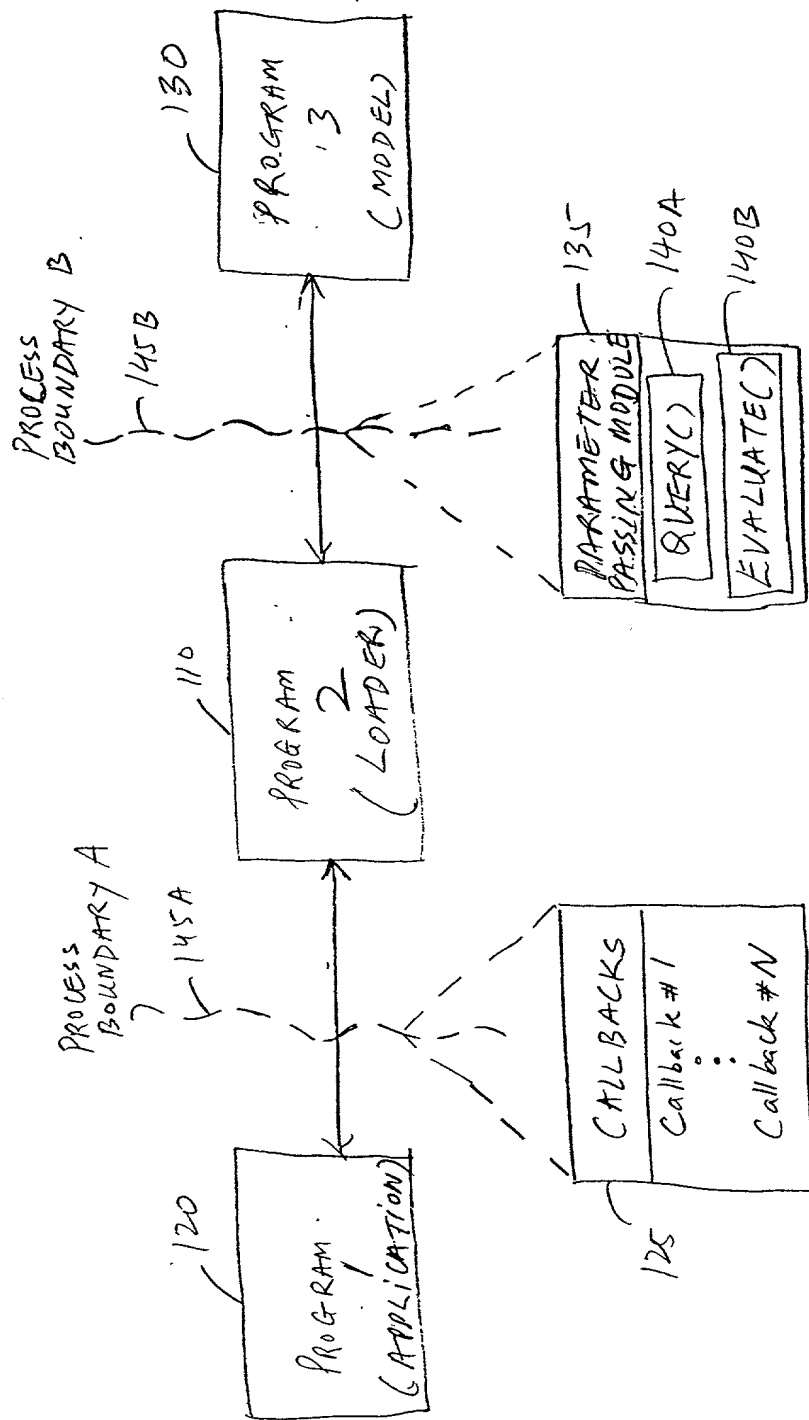 PROCESS
BOUNDARY A
145A
PROCESS
BOUNDARY B
145B
120
PROGRAM
1
(APPLICATION)
110
PROGRAM
2
(LOADER)
130
PROGRAM
3
(MODEL)
125
CALLBACKS
Callback #1
⋮
Callback #N
135
PARAMETER
PASSING MODULE
140A
QUERY()
140B
EVALUATE()